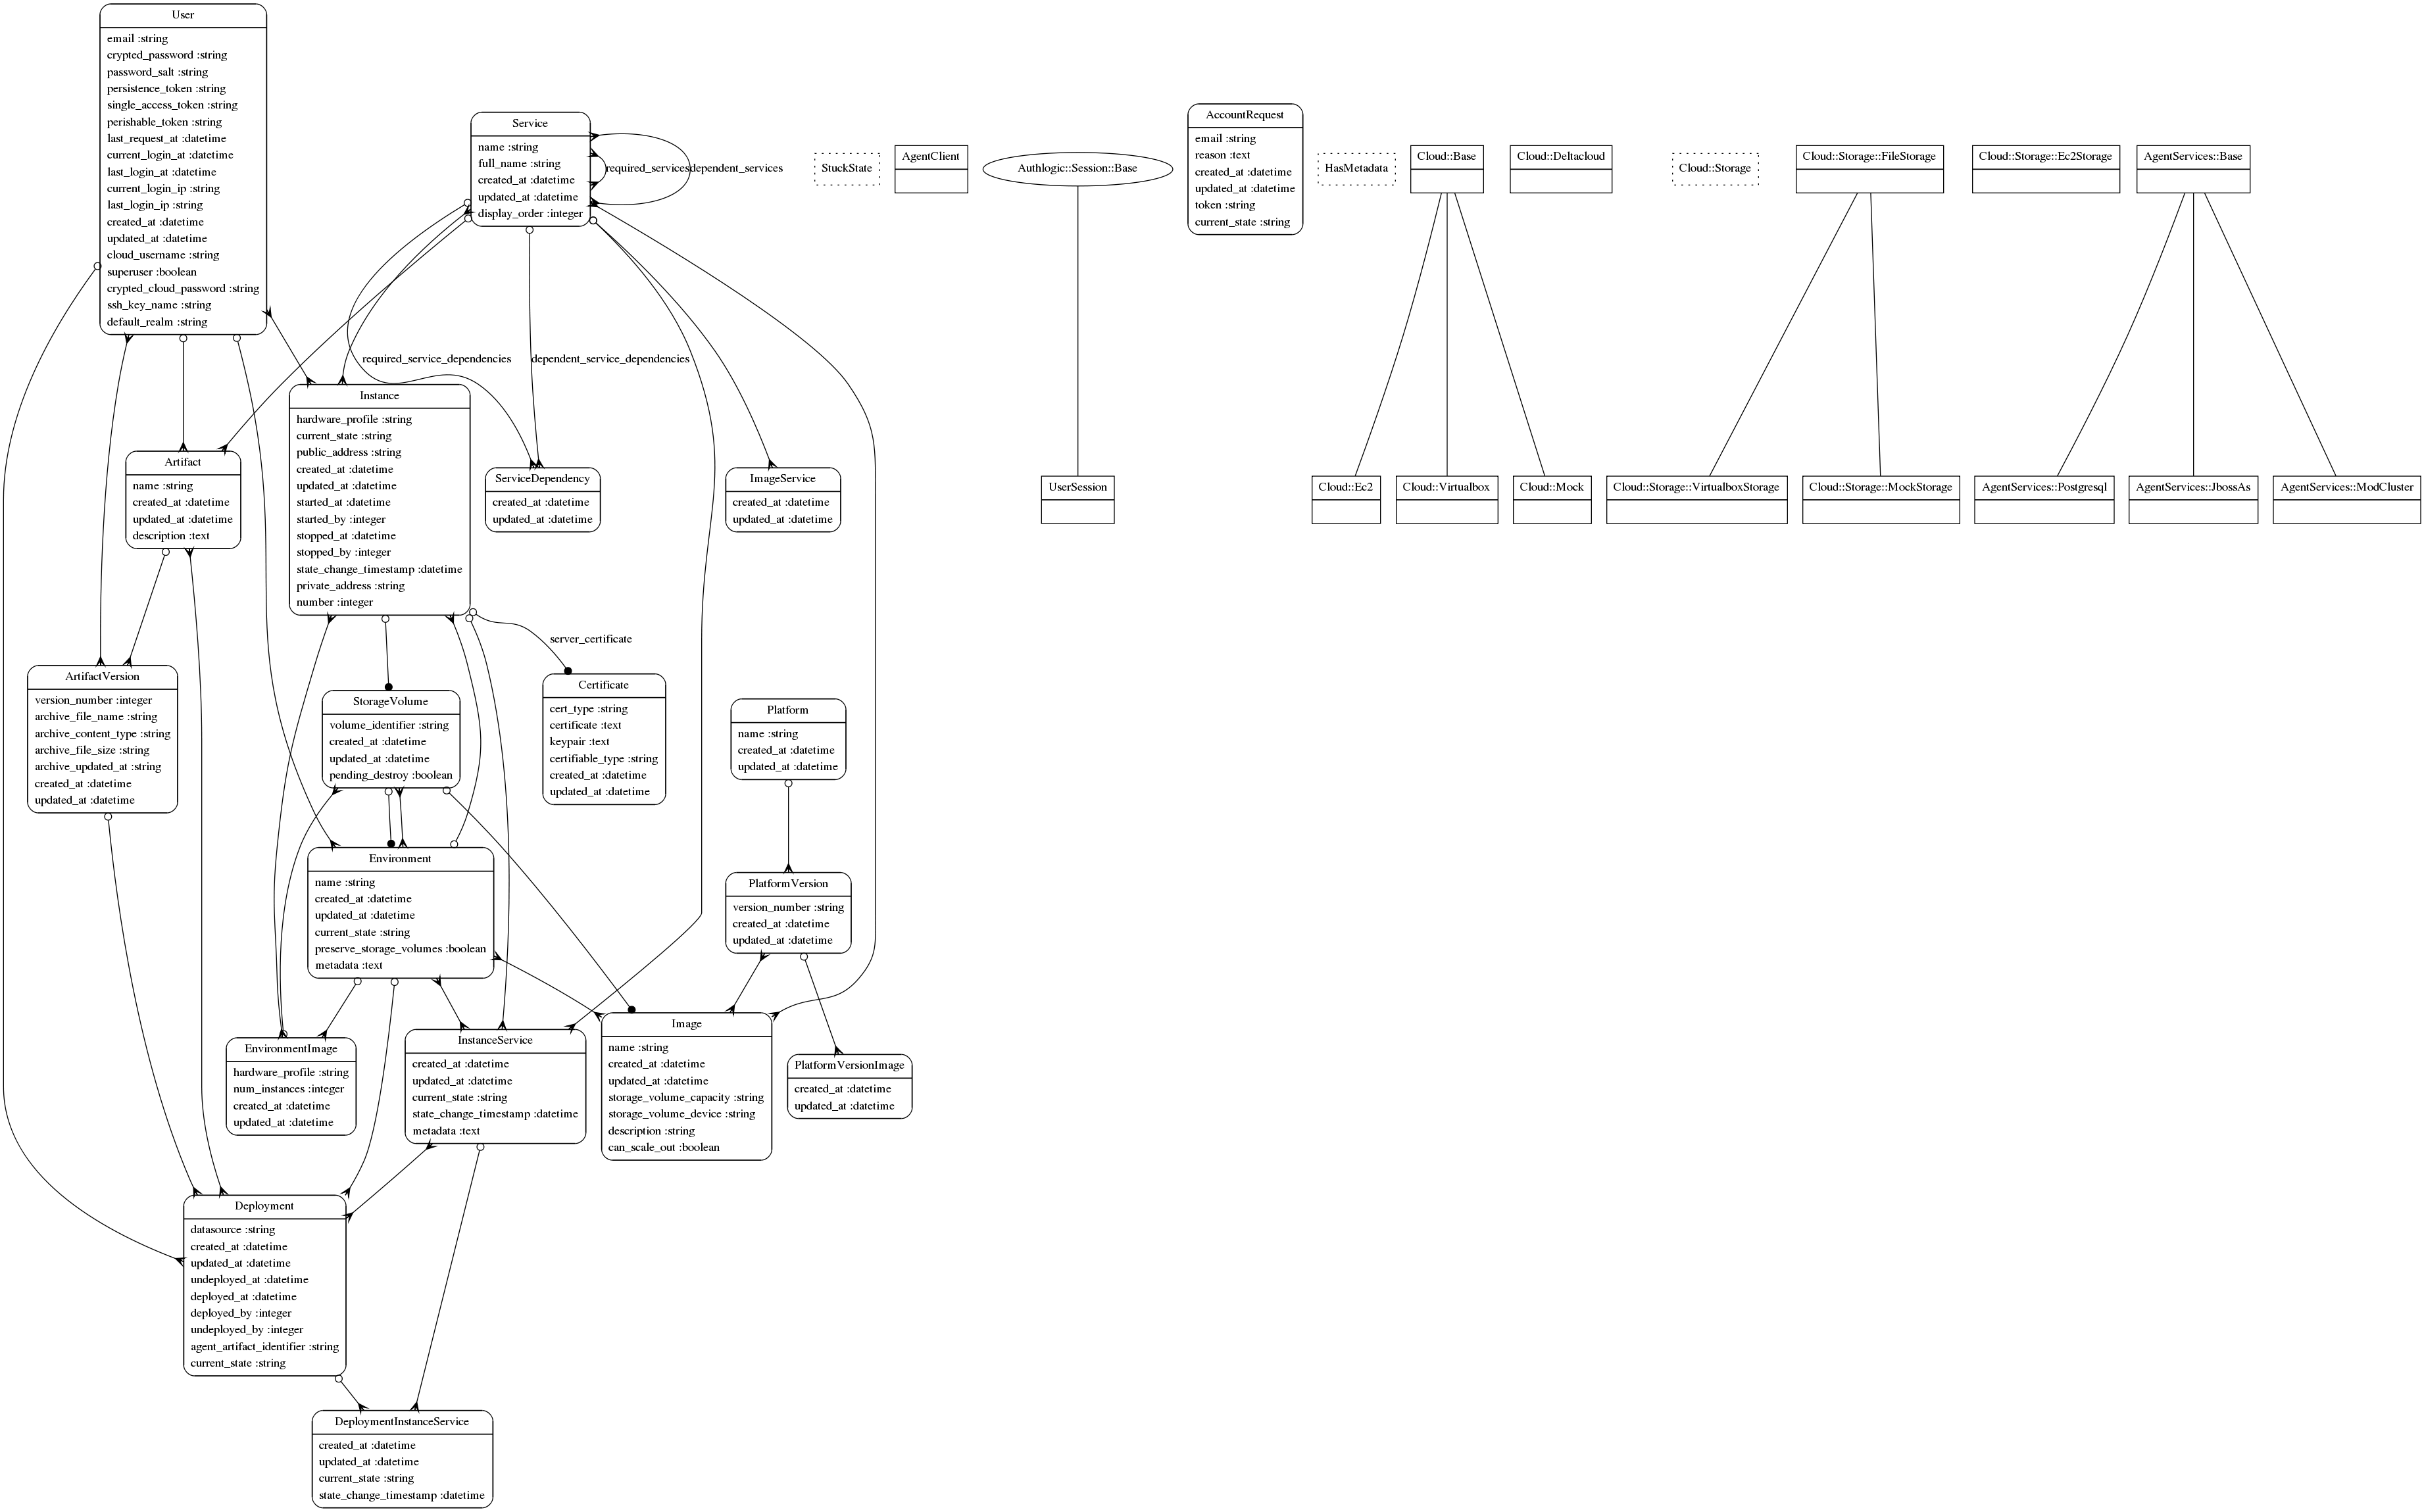 User
email :string
crypted_password :string
password_salt :string
persistence_token :string
single_access_token :string
perishable_token :string
last_request_at :datetime
current_login_at :datetime
last_login_at :datetime
current_login_ip :string
last_login_ip :string
created_at :datetime
updated_at :datetime
cloud_username :string
superuser :boolean
crypted_cloud_password :string
ssh_key_name :string
default_realm :string
Service
name :string
full_name :string
created_at :datetime
updated_at :datetime
display_order :integer
required_services
dependent_services
StuckState
AgentClient
Authlogic::Session::Base
AccountRequest
email :string
reason :text
created_at :datetime
updated_at :datetime
token :string
current_state :string
HasMetadata
Cloud::Base
Cloud::Deltacloud
Cloud::Storage
Cloud::Storage::FileStorage
Cloud::Storage::Ec2Storage
AgentServices::Base
required_service_dependencies
dependent_service_dependencies
Instance
hardware_profile :string
current_state :string
public_address :string
created_at :datetime
updated_at :datetime
started_at :datetime
started_by :integer
stopped_at :datetime
stopped_by :integer
state_change_timestamp :datetime
private_address :string
number :integer
Artifact
name :string
created_at :datetime
updated_at :datetime
description :text
ServiceDependency
created_at :datetime
updated_at :datetime
ImageService
created_at :datetime
updated_at :datetime
UserSession
Cloud::Ec2
Cloud::Virtualbox
Cloud::Mock
Cloud::Storage::VirtualboxStorage
Cloud::Storage::MockStorage
AgentServices::Postgresql
AgentServices::JbossAs
AgentServices::ModCluster
server_certificate
ArtifactVersion
version_number :integer
archive_file_name :string
archive_content_type :string
archive_file_size :string
archive_updated_at :string
created_at :datetime
updated_at :datetime
StorageVolume
volume_identifier :string
created_at :datetime
updated_at :datetime
pending_destroy :boolean
Certificate
cert_type :string
certificate :text
keypair :text
certifiable_type :string
created_at :datetime
updated_at :datetime
Platform
name :string
created_at :datetime
updated_at :datetime
Environment
name :string
created_at :datetime
updated_at :datetime
current_state :string
preserve_storage_volumes :boolean
metadata :text
PlatformVersion
version_number :string
created_at :datetime
updated_at :datetime
EnvironmentImage
hardware_profile :string
num_instances :integer
created_at :datetime
updated_at :datetime
InstanceService
created_at :datetime
updated_at :datetime
current_state :string
state_change_timestamp :datetime
metadata :text
Image
name :string
created_at :datetime
updated_at :datetime
storage_volume_capacity :string
storage_volume_device :string
description :string
can_scale_out :boolean
PlatformVersionImage
created_at :datetime
updated_at :datetime
Deployment
datasource :string
created_at :datetime
updated_at :datetime
undeployed_at :datetime
deployed_at :datetime
deployed_by :integer
undeployed_by :integer
agent_artifact_identifier :string
current_state :string
DeploymentInstanceService
created_at :datetime
updated_at :datetime
current_state :string
state_change_timestamp :datetime